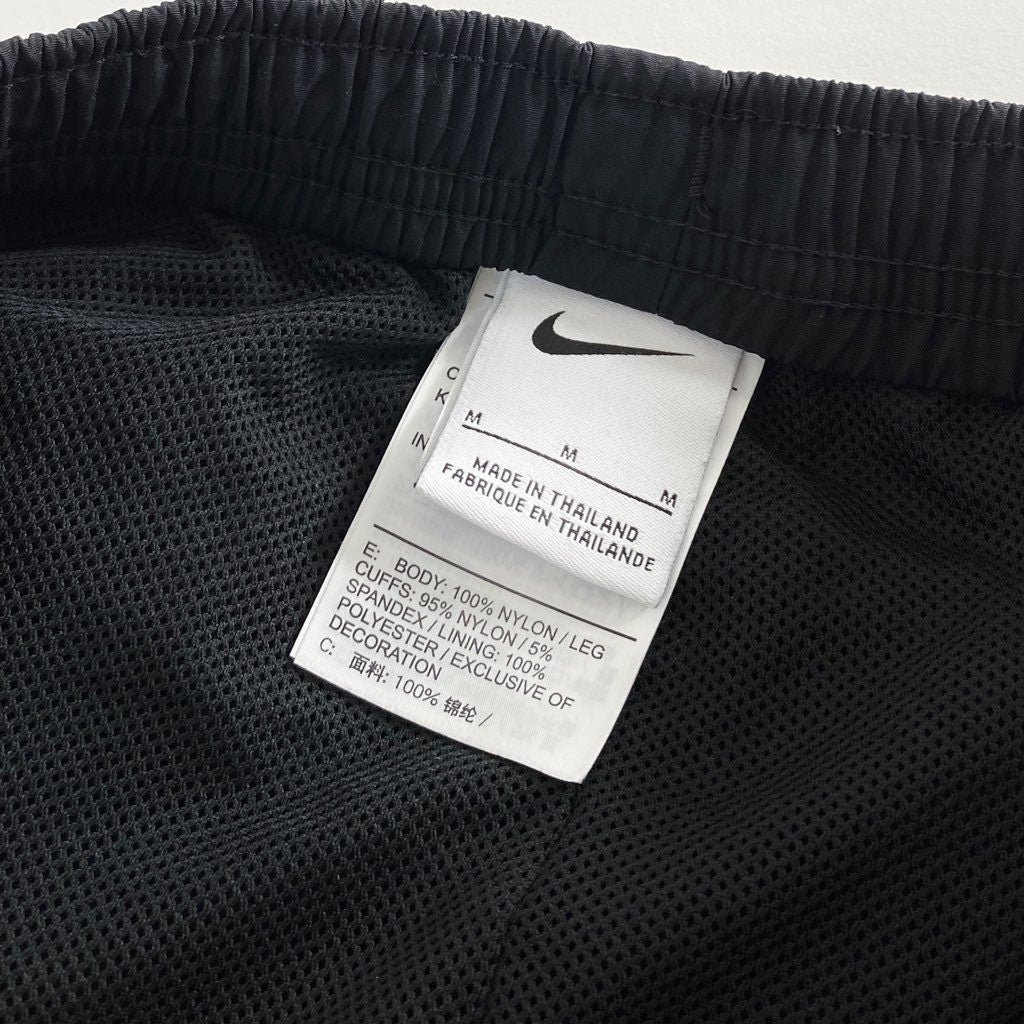 M
M
M
MADE IN THAILAND
FABRIQUE EN THAILANDE
E: BODY: 100% NYLON / LEG
CUFFS: 95% NYLON / 5%
SPANDEX / LINING: 100%
POLYESTER / EXCLUSIVE OF
DECORATION
C: 面料: 100% 锦纶 /